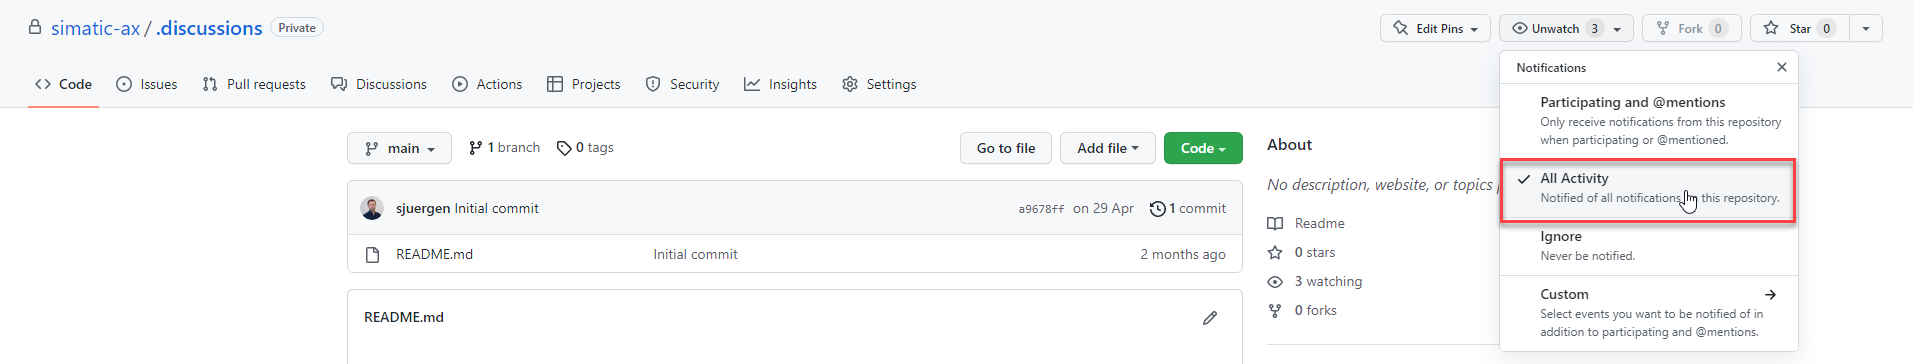 simatic-ax / .discussions Private
Edit Pins Unwatch 3 Fork 0 Star 0
Code Issues Pull requests Discussions Actions Projects Security Insights Settings
main 1 branch 0 tags Go to file Add file Code
sjuergen Initial commit a9678ff on 29 Apr 1 commit
README.md Initial commit 2 months ago
README.md
About
No description, website, or topics
Readme
0 stars
3 watching
0 forks
Notifications
Participating and @mentions
Only receive notifications from this repository
when participating or @mentioned.
All Activity
Notified of all notifications this repository.
Ignore
Never be notified.
Custom
Select events you want to be notified of in
addition to participating and @mentions.